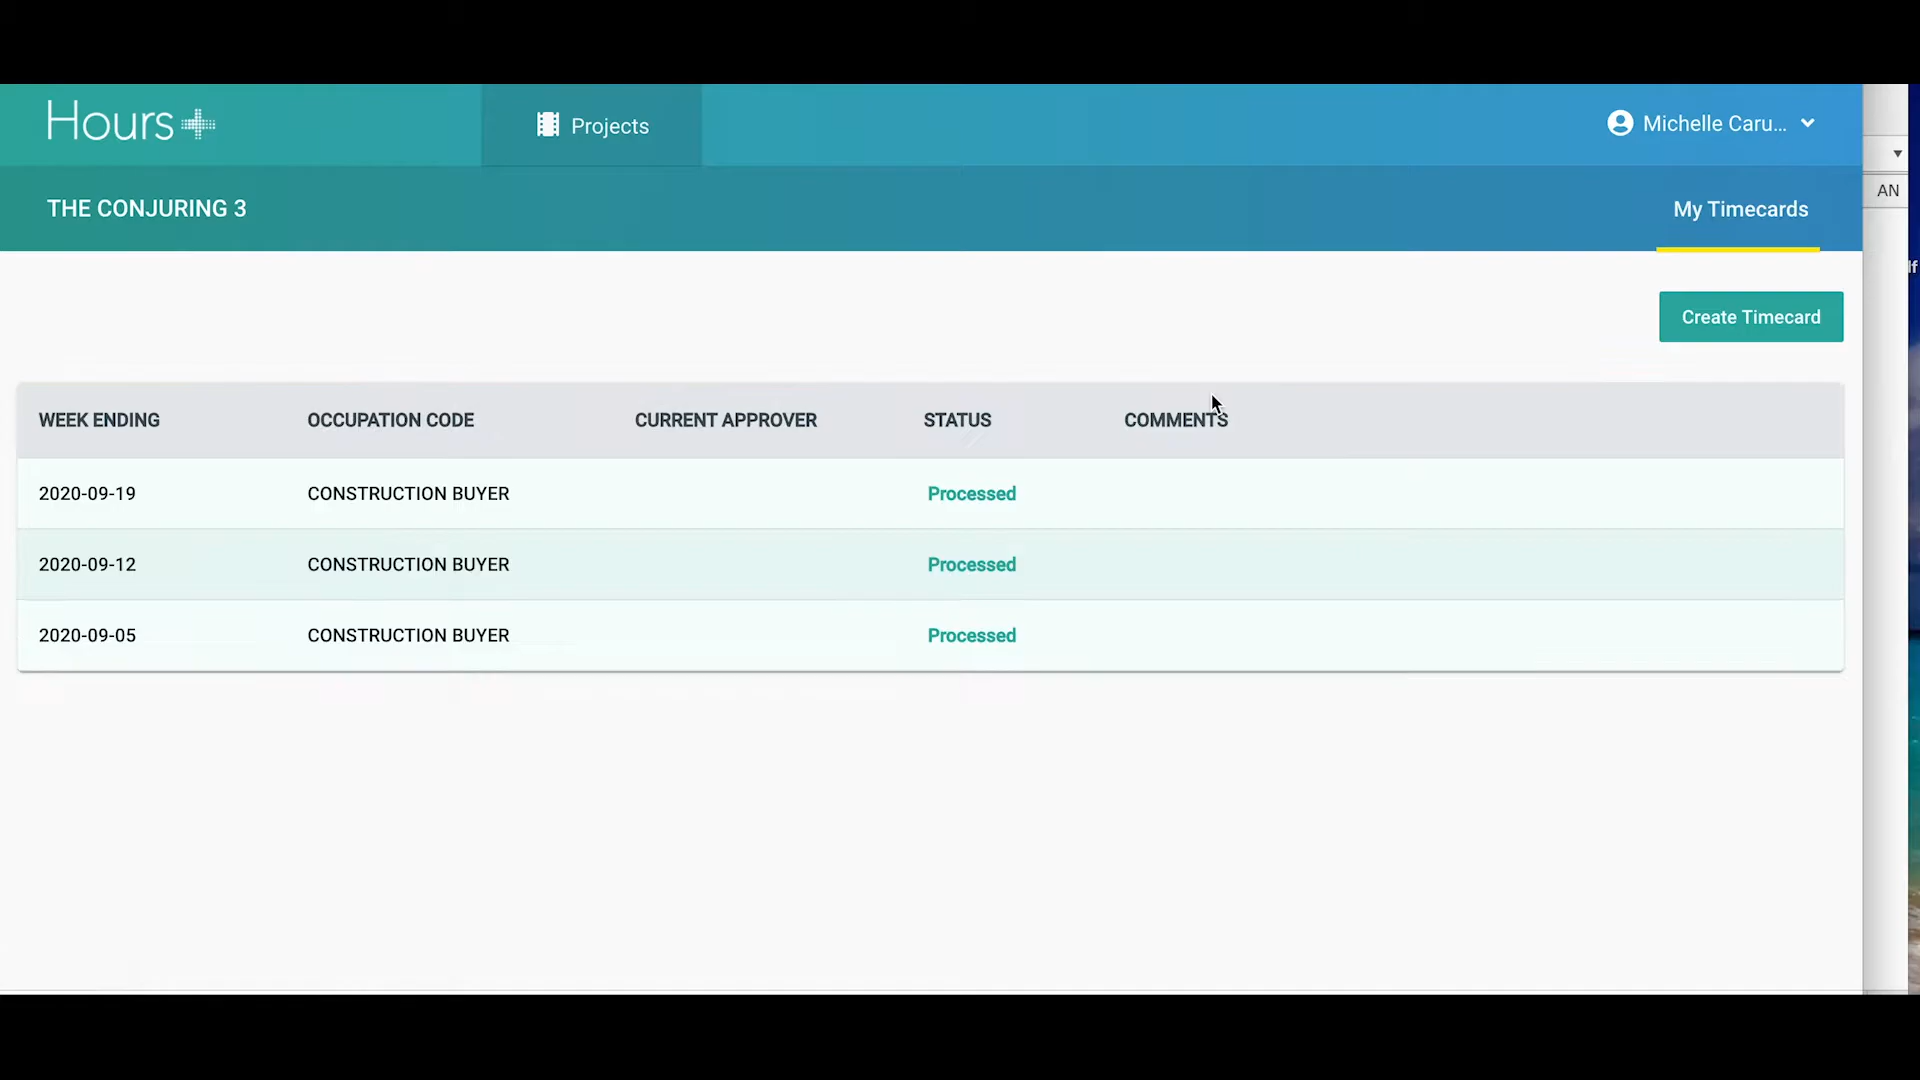 Hours
Projects
Michelle Caru...
AN
THE CONJURING 3
My Timecards
Create Timecard
WEEK ENDING OCCUPATION CODE CURRENT APPROVER STATUS COMMENTS
2020-09-19 CONSTRUCTION BUYER Processed
2020-09-12 CONSTRUCTION BUYER Processed
2020-09-05 CONSTRUCTION BUYER Processed